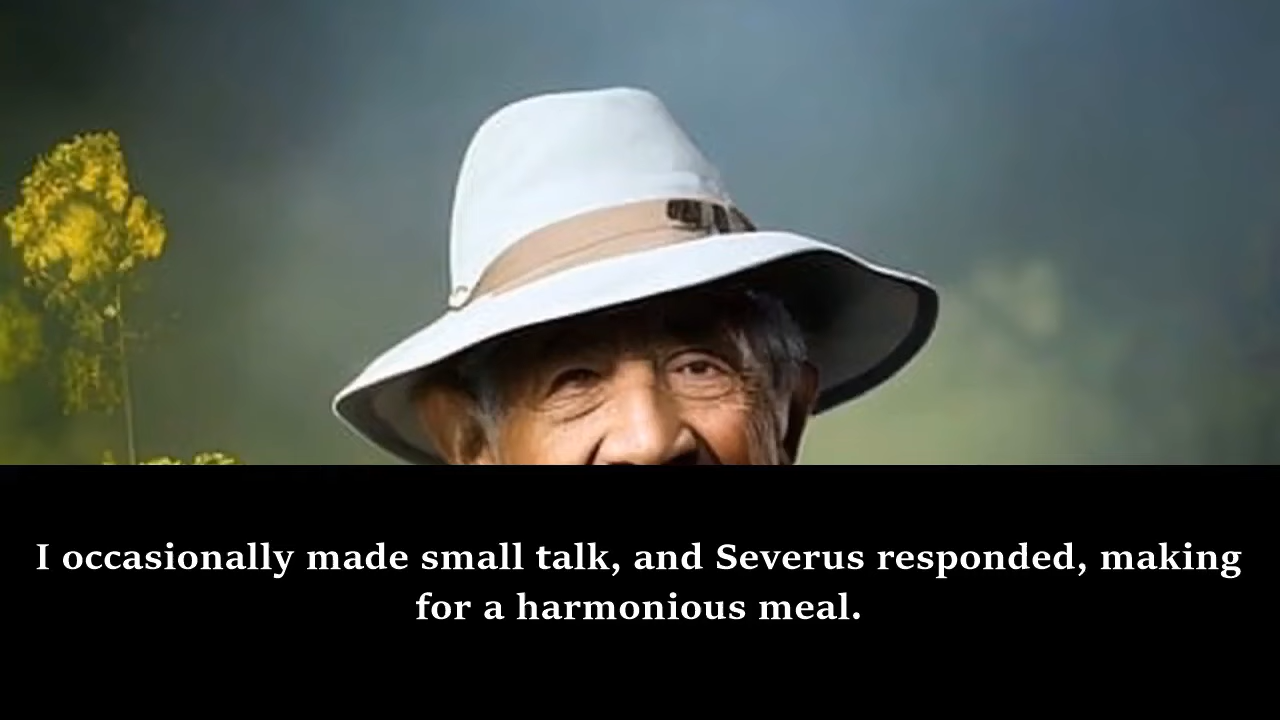 I occasionally made small talk, and Severus responded, making
for a harmonious meal.